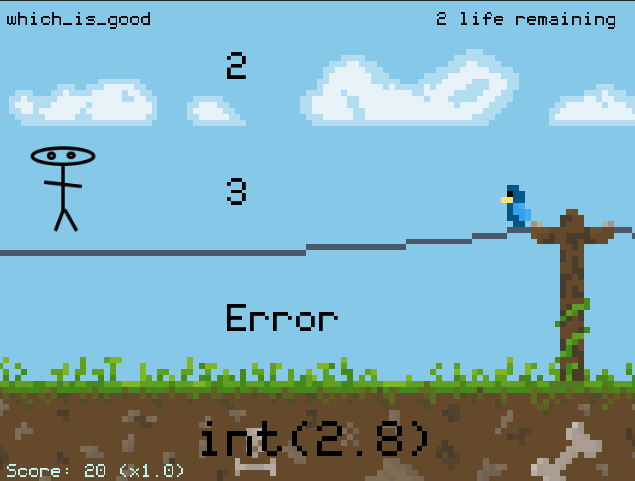 which_is_good
2 life remaining
2
3
Error
int(2.8)
Score: 20 (x1.0)